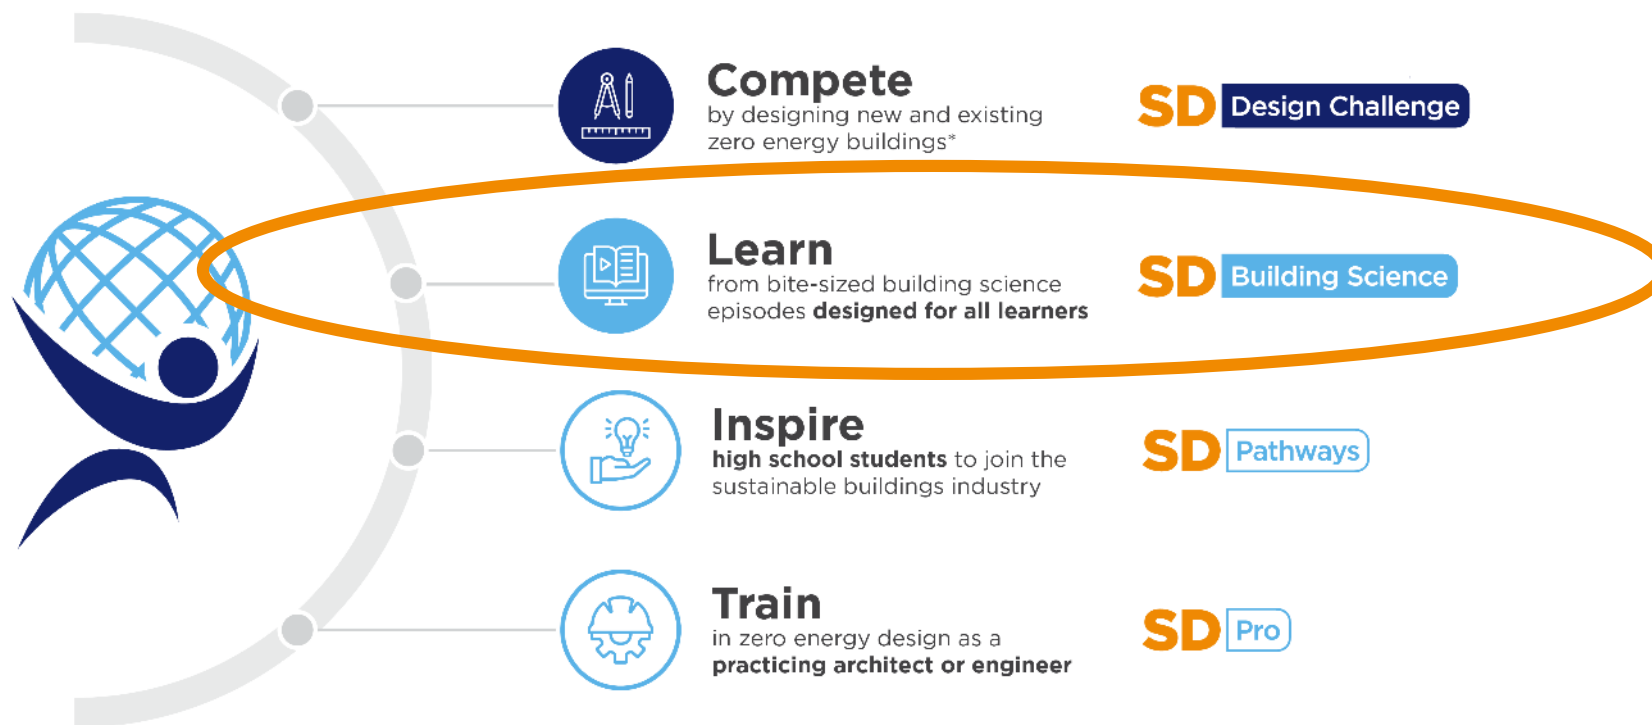 Compete
by designing new and existing
zero energy buildings*
SD Design Challenge
Learn
from bite-sized building science
episodes designed for all learners
SD Building Science
Inspire
high school students to join the
sustainable buildings industry
SD Pathways
Train
in zero energy design as a
practicing architect or engineer
SD Pro